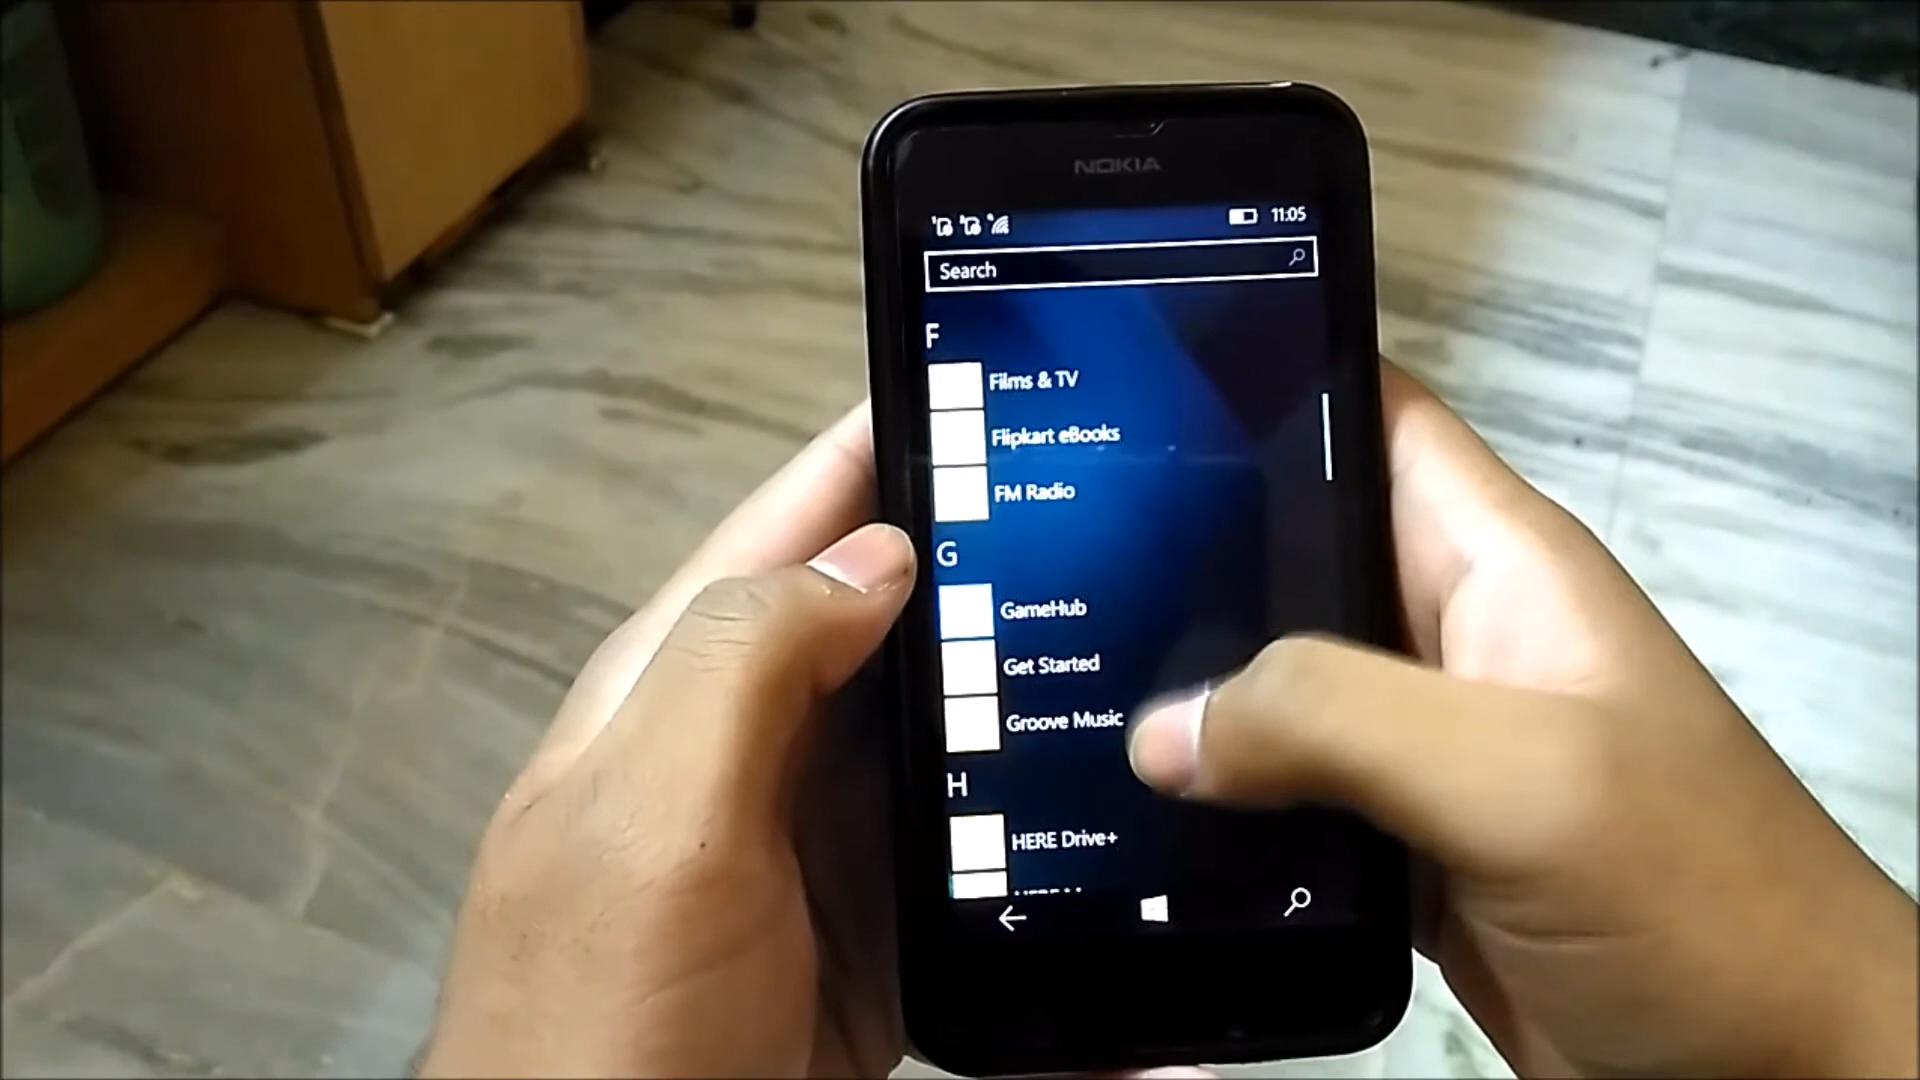 NOKIA
11:05
Search
F
Films & TV
Flipkart eBooks
FM Radio
G
GameHub
Get Started
Groove Music
H
HERE Drive+